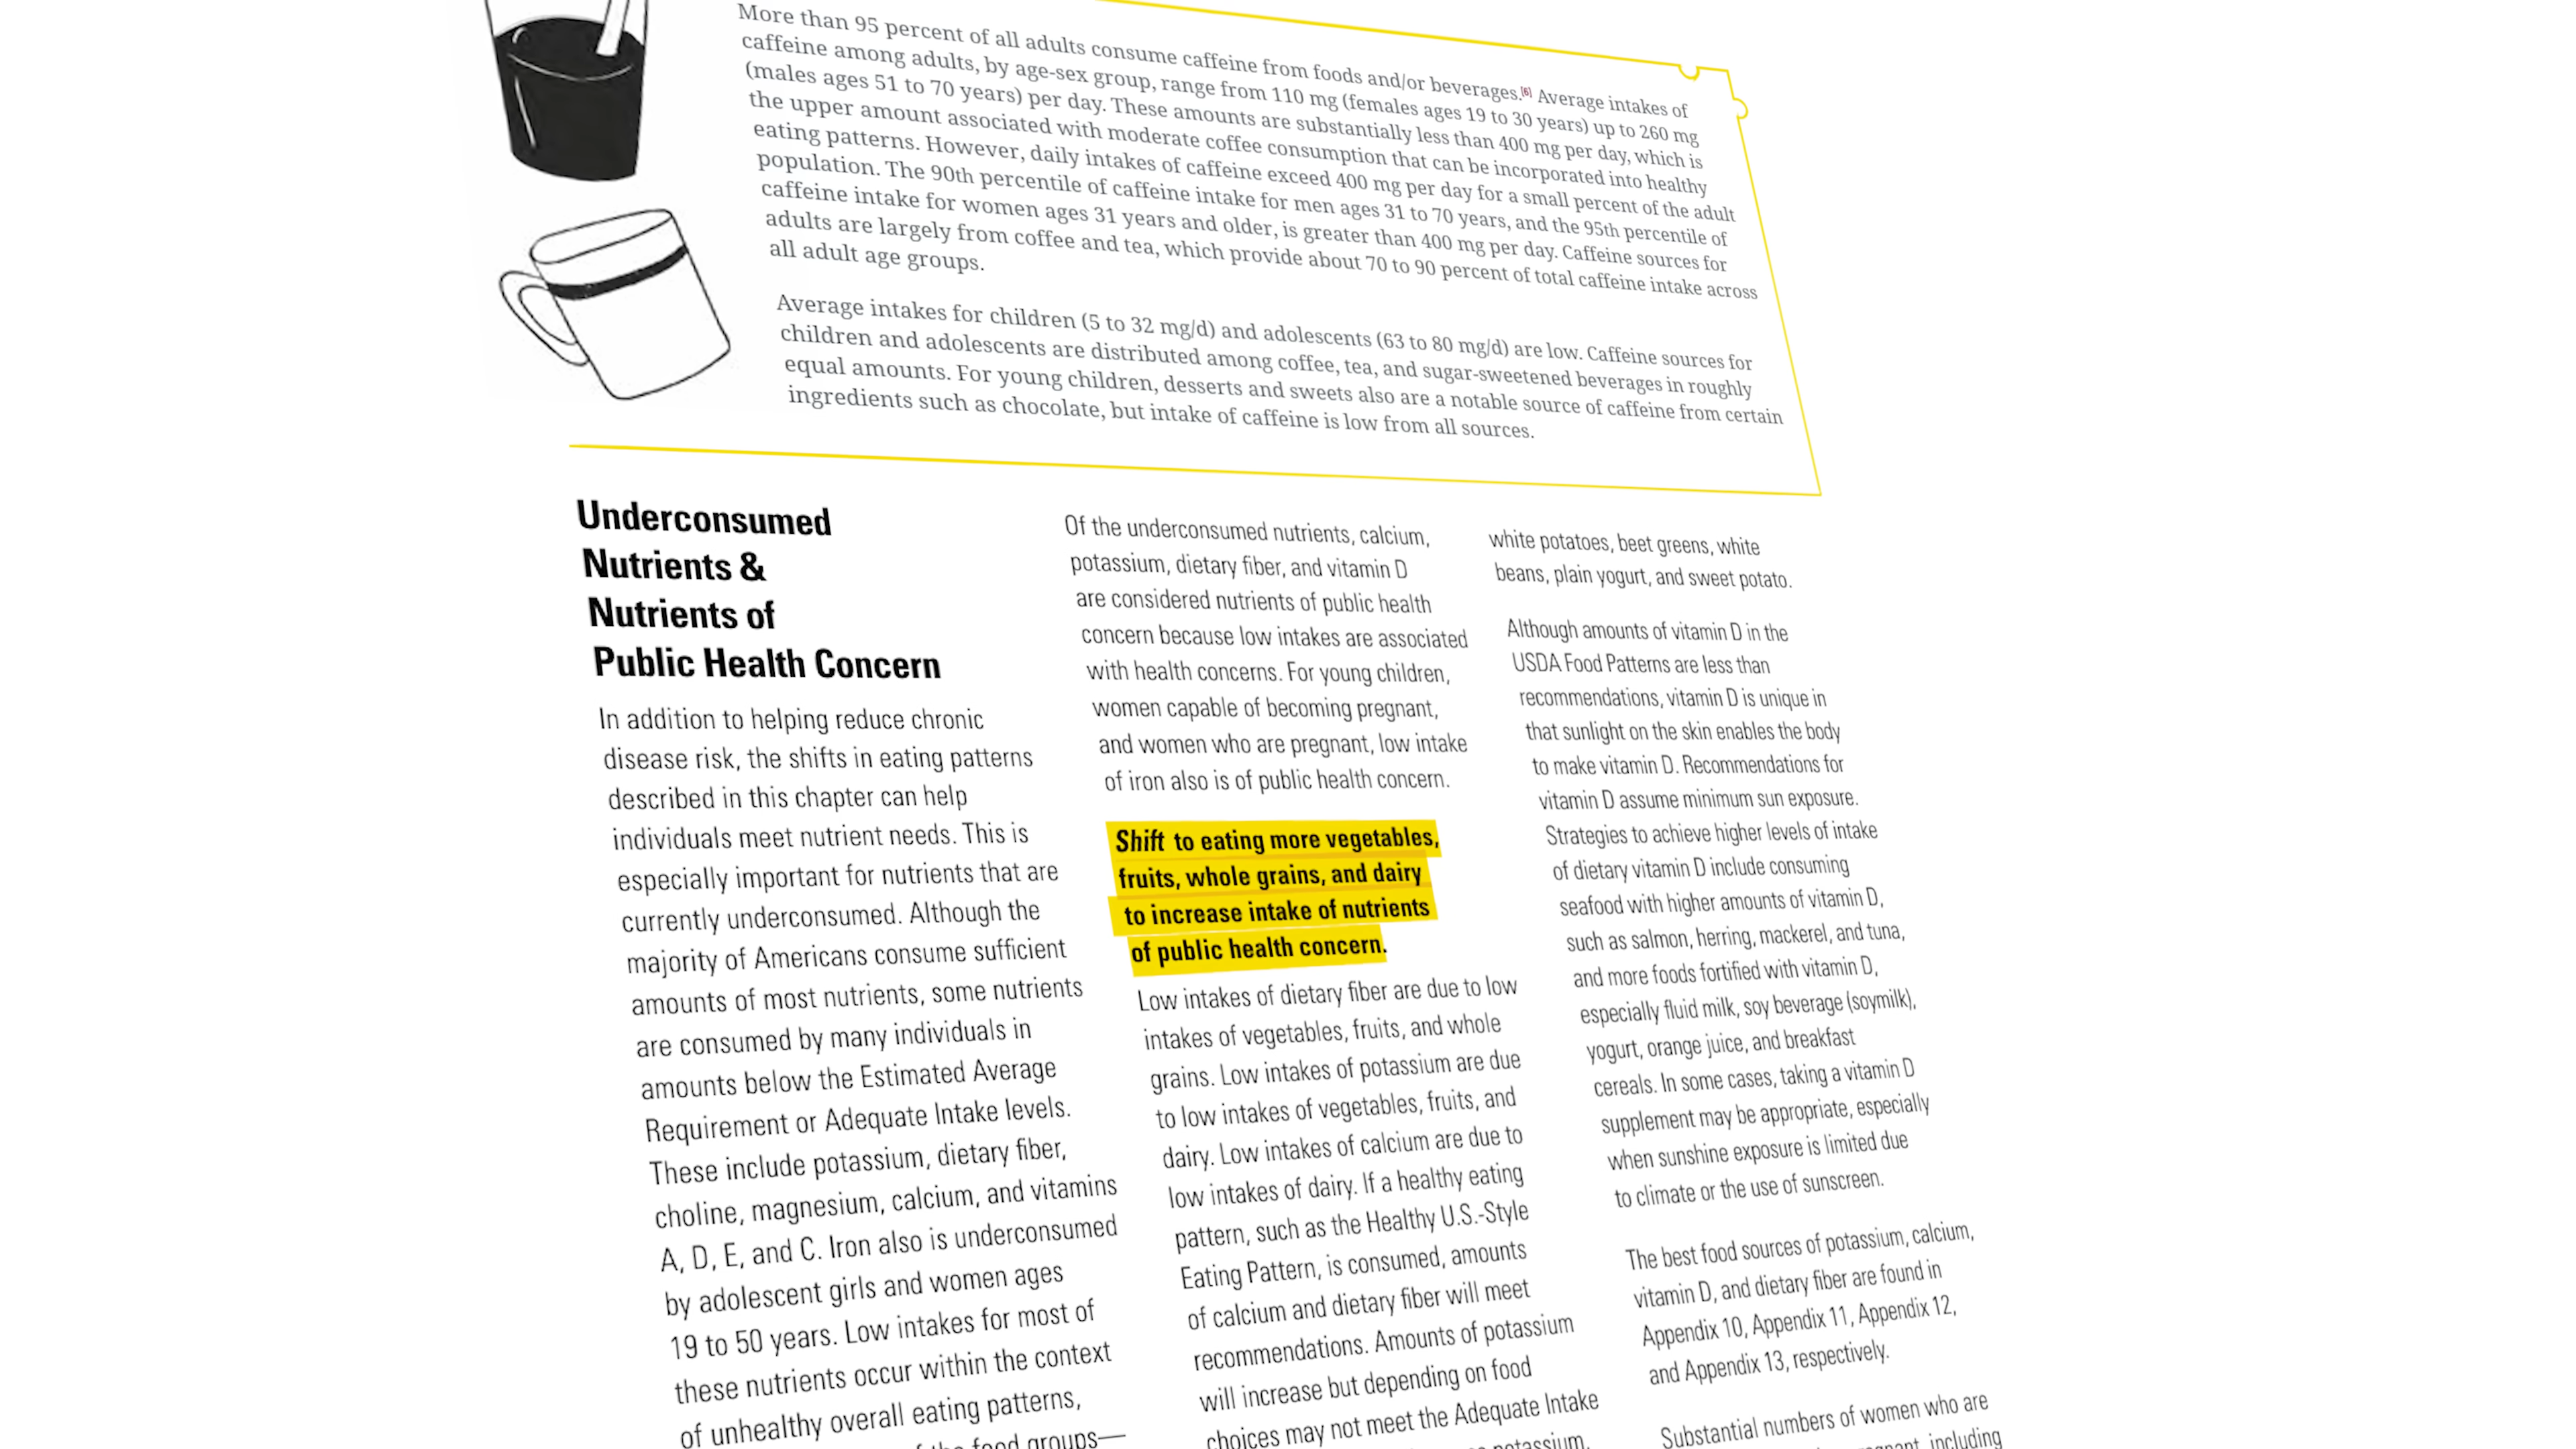 More than 95 percent of all adults consume caffeine from foods and/or beverages.[6] Average intakes of
caffeine among adults, by age-sex group, range from 110 mg (females ages 19 to 30 years) up to 260 mg
(males ages 51 to 70 years) per day. These amounts are substantially less than 400 mg per day, which is
the upper amount associated with moderate coffee consumption that can be incorporated into healthy
eating patterns. However, daily intakes of caffeine exceed 400 mg per day for a small percent of the adult
population. The 90th percentile of caffeine intake for men ages 31 to 70 years, and the 95th percentile of
caffeine intake for women ages 31 years and older, is greater than 400 mg per day. Caffeine sources for
adults are largely from coffee and tea, which provide about 70 to 90 percent of total caffeine intake across
all adult age groups.
Average intakes for children (5 to 32 mg/d) and adolescents (63 to 80 mg/d) are low. Caffeine sources for
children and adolescents are distributed among coffee, tea, and sugar-sweetened beverages in roughly
equal amounts. For young children, desserts and sweets also are a notable source of caffeine from certain
ingredients such as chocolate, but intake of caffeine is low from all sources.
Underconsumed
Nutrients &
Nutrients of
Public Health Concern
In addition to helping reduce chronic
disease risk, the shifts in eating patterns
described in this chapter can help
individuals meet nutrient needs. This is
especially important for nutrients that are
currently underconsumed. Although the
majority of Americans consume sufficient
amounts of most nutrients, some nutrients
are consumed by many individuals in
amounts below the Estimated Average
Requirement or Adequate Intake levels.
These include potassium, dietary fiber,
choline, magnesium, calcium, and vitamins
A, D, E, and C. Iron also is underconsumed
by adolescent girls and women ages
19 to 50 years. Low intakes for most of
these nutrients occur within the context
of unhealthy overall eating patterns,
food groups—
Of the underconsumed nutrients, calcium,
potassium, dietary fiber, and vitamin D
are considered nutrients of public health
concern because low intakes are associated
with health concerns. For young children,
women capable of becoming pregnant,
and women who are pregnant, low intake
of iron also is of public health concern.
Shift to eating more vegetables,
fruits, whole grains, and dairy
to increase intake of nutrients
of public health concern.
Low intakes of dietary fiber are due to low
intakes of vegetables, fruits, and whole
grains. Low intakes of potassium are due
to low intakes of vegetables, fruits, and
dairy. Low intakes of calcium are due to
low intakes of dairy. If a healthy eating
pattern, such as the Healthy U.S.-Style
Eating Pattern, is consumed, amounts
of calcium and dietary fiber will meet
recommendations. Amounts of potassium
will increase but depending on food
choices may not meet the Adequate Intake
potassium,
white potatoes, beet greens, white
beans, plain yogurt, and sweet potato.
Although amounts of vitamin D in the
USDA Food Patterns are less than
recommendations, vitamin D is unique in
that sunlight on the skin enables the body
to make vitamin D. Recommendations for
vitamin D assume minimum sun exposure.
Strategies to achieve higher levels of intake
of dietary vitamin D include consuming
seafood with higher amounts of vitamin D,
such as salmon, herring, mackerel, and tuna,
and more foods fortified with vitamin D,
especially fluid milk, soy beverage (soymilk),
yogurt, orange juice, and breakfast
cereals. In some cases, taking a vitamin D
supplement may be appropriate, especially
when sunshine exposure is limited due
to climate or the use of sunscreen.
The best food sources of potassium, calcium,
vitamin D, and dietary fiber are found in
Appendix 10, Appendix 11, Appendix 12,
and Appendix 13, respectively.
Substantial numbers of women who are
including